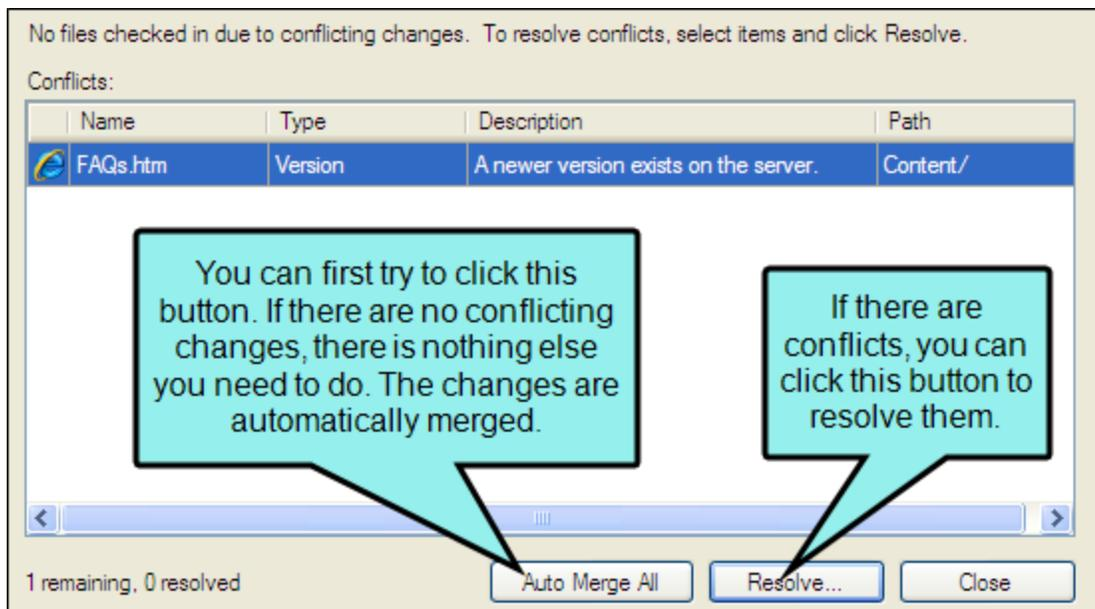 No files checked in due to conflicting changes.  To resolve conflicts, select items and click Resolve.
Conflicts:
Name Type Description Path
FAQs.htm Version A newer version exists on the server. Content/
You can first try to click this
button. If there are no conflicting
changes, there is nothing else
you need to do. The changes are
automatically merged.
If there are
conflicts, you can
click this button to
resolve them.
1 remaining, 0 resolved Auto Merge All Resolve... Close